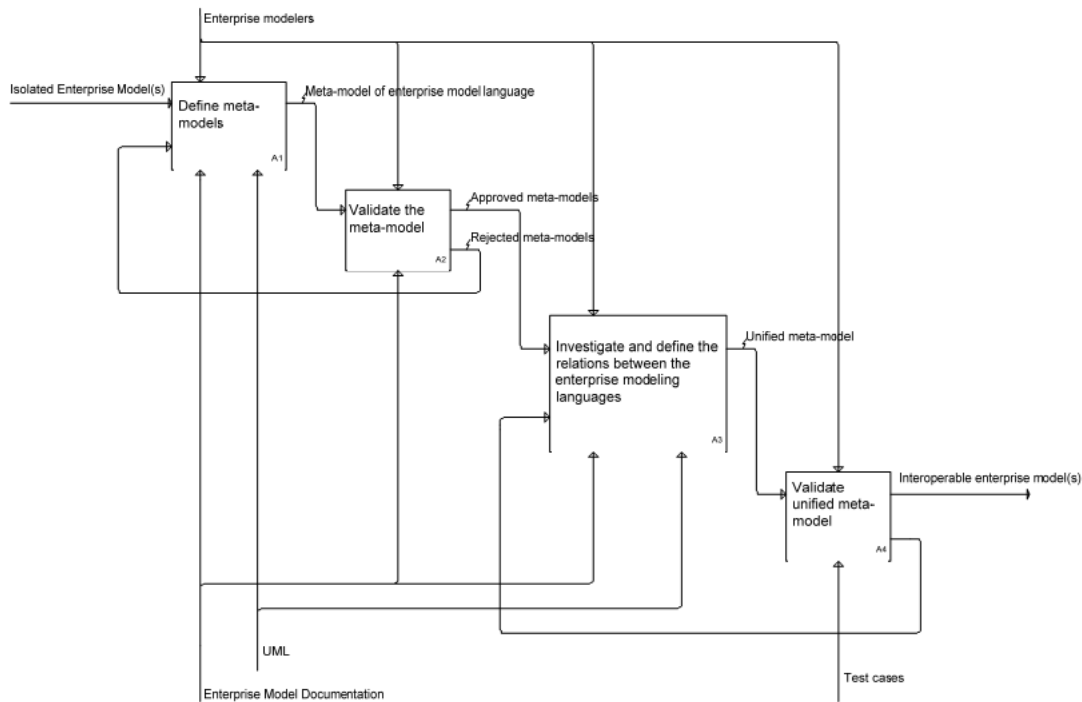 Enterprise modelers
Isolated Enterprise Model(s)
Define meta-
models
A1
Meta-model of enterprise model language
Validate the
meta-model
A2
Approved meta-models
Rejected meta-models
Investigate and define the
relations between the
enterprise modeling
languages
A3
Unified meta-model
Validate
unified meta-
model
A4
Interoperable enterprise model(s)
UML
Enterprise Model Documentation
Test cases